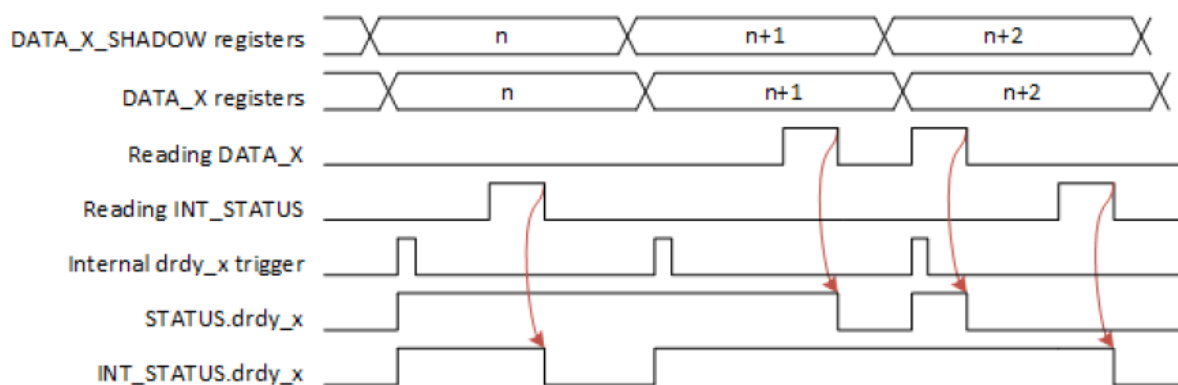 DATA_X_SHADOW registers n n+1 n+2
DATA_X registers n n+1 n+2
Reading DATA_X
Reading INT_STATUS
Internal drdy_x trigger
STATUS.drdy_x
INT_STATUS.drdy_x